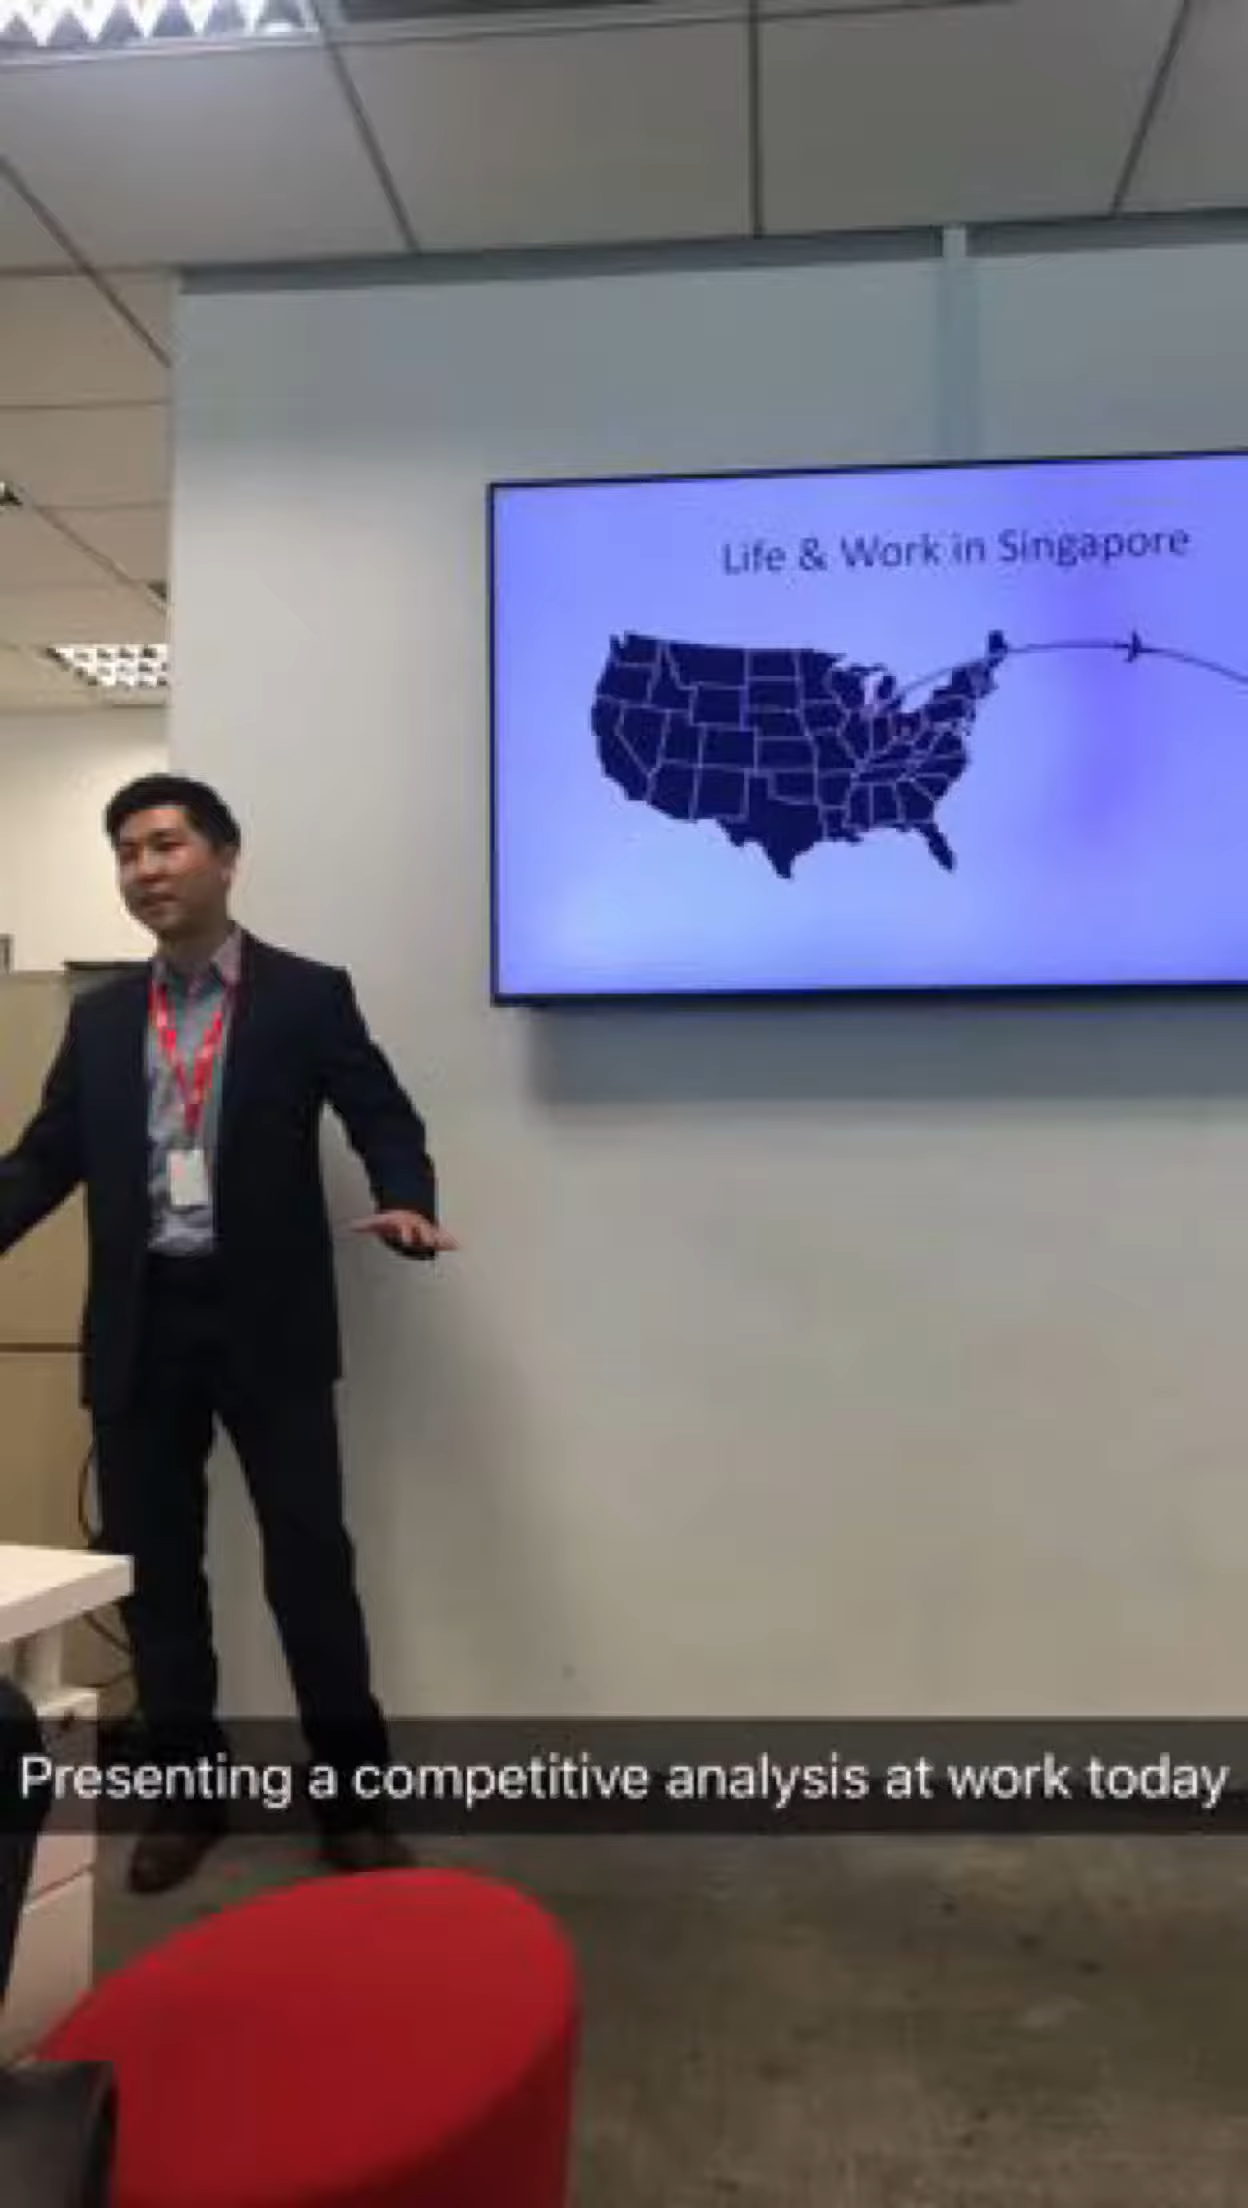 Life & Work in Singapore
Presenting a competitive analysis at work today